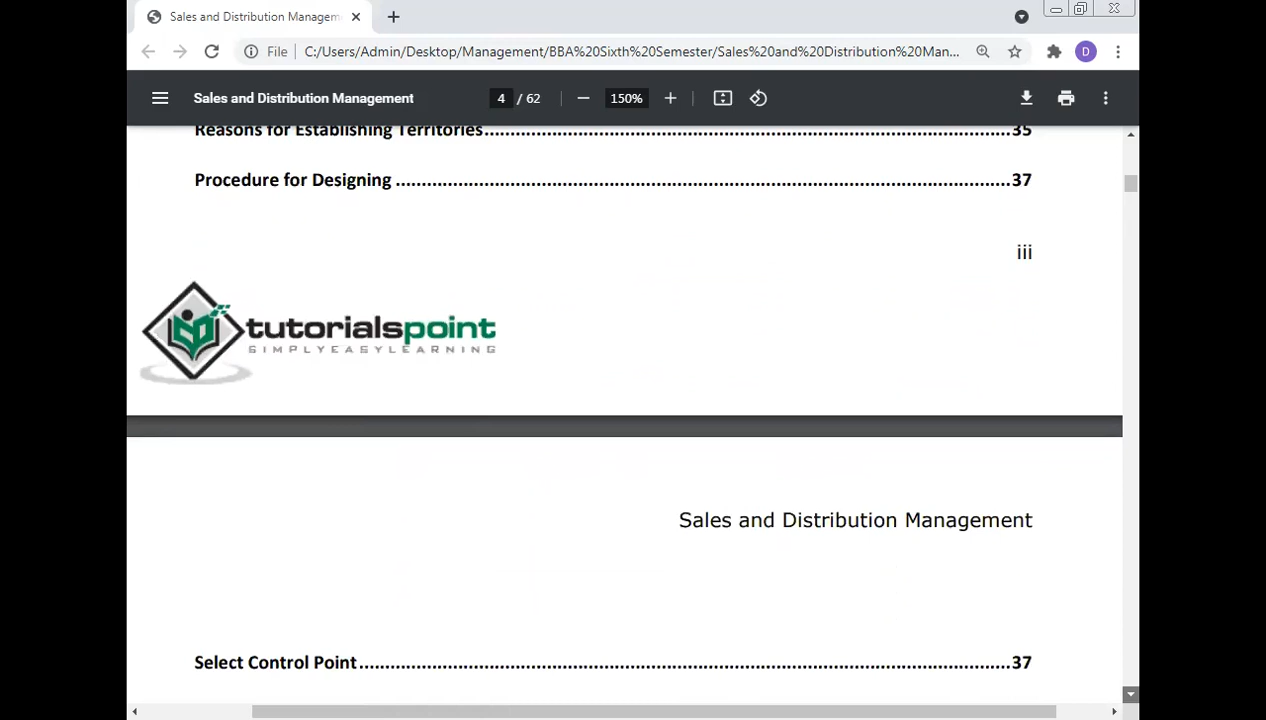 Sales and Distribution Managem
File C:/Users/Admin/Desktop/Management/BBA%20Sixth%20Semester/Sales%20and%20Distribution%20Man...
D
Sales and Distribution Management 4 / 62 150%
Reasons for Establishing Territories 35
Procedure for Designing 37
iii
tutorialspoint
SIMPLYEASYLEARNING
Sales and Distribution Management
Select Control Point 37